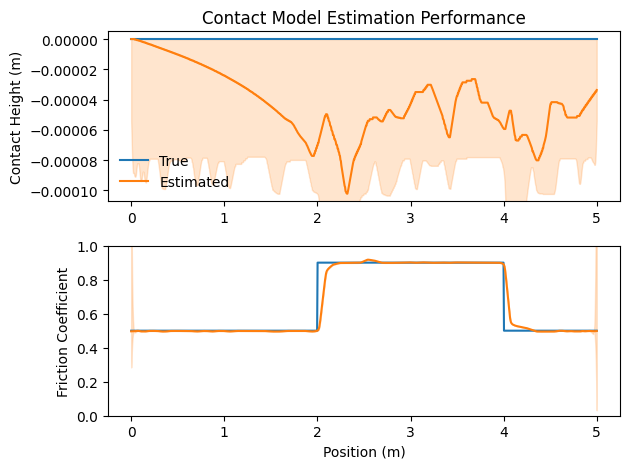 Contact Model Estimation Performance
Contact Height (m)
0.00000
−0.00002
−0.00004
−0.00006
−0.00008
−0.00010
True
Estimated
0 1 2 3 4 5
Friction Coefficient
1.0
0.8
0.6
0.4
0.2
0.0
0 1 2 3 4 5
Position (m)